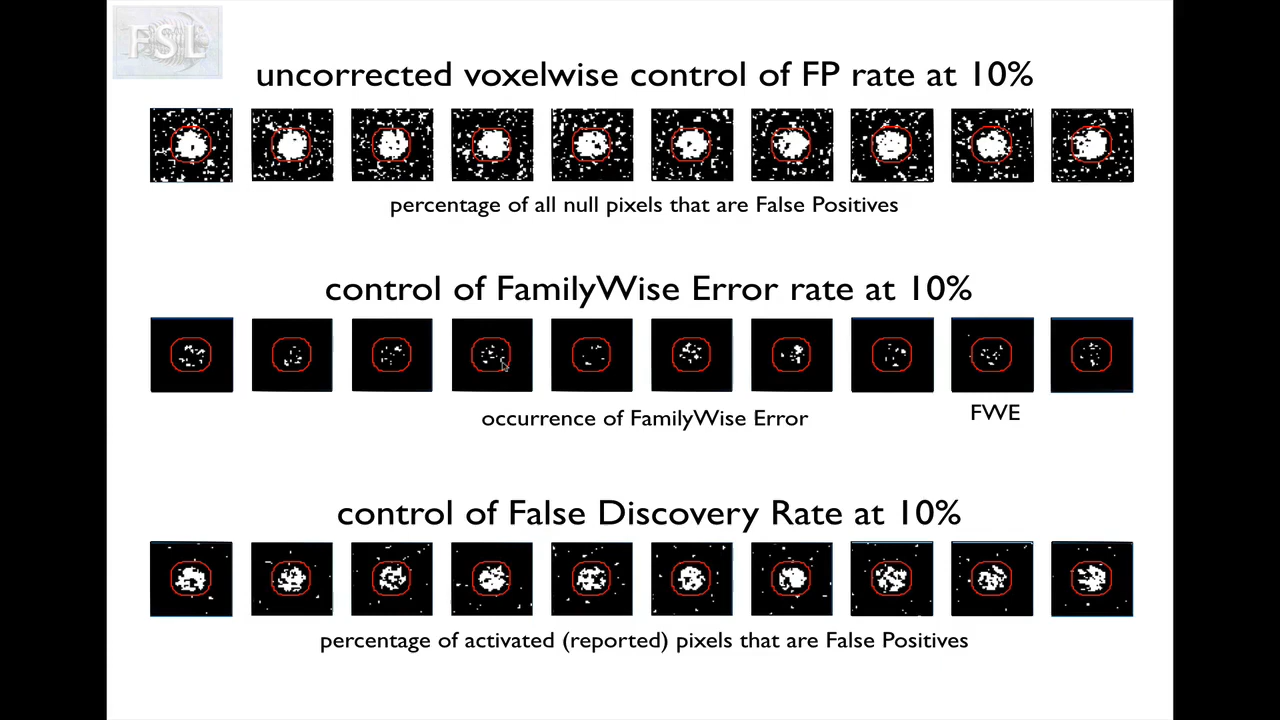 FSL
uncorrected voxelwise control of FP rate at 10%
percentage of all null pixels that are False Positives
control of FamilyWise Error rate at 10%
occurrence of FamilyWise Error
FWE
control of False Discovery Rate at 10%
percentage of activated (reported) pixels that are False Positives